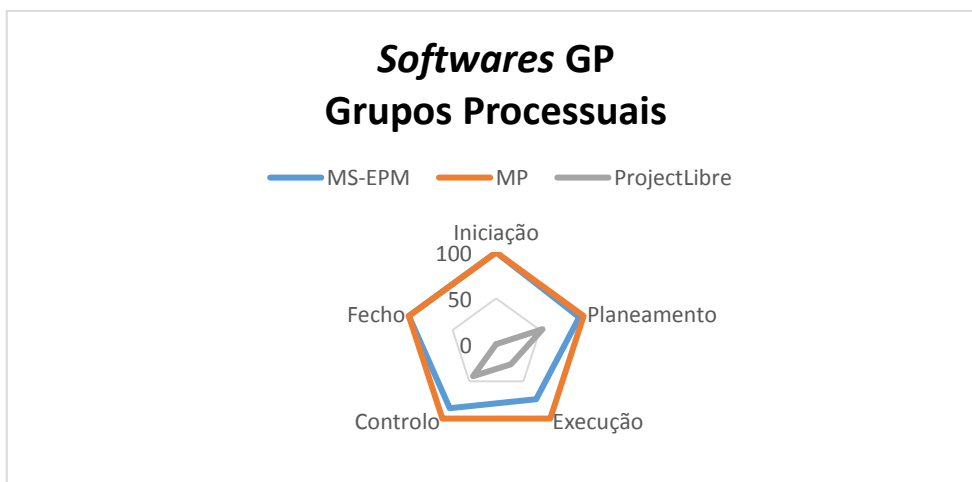 Softwares GP
Grupos Processuais
MS-EPM MP ProjectLibre
Iniciação
100
50
0
Fecho
Planeamento
Controlo
Execução